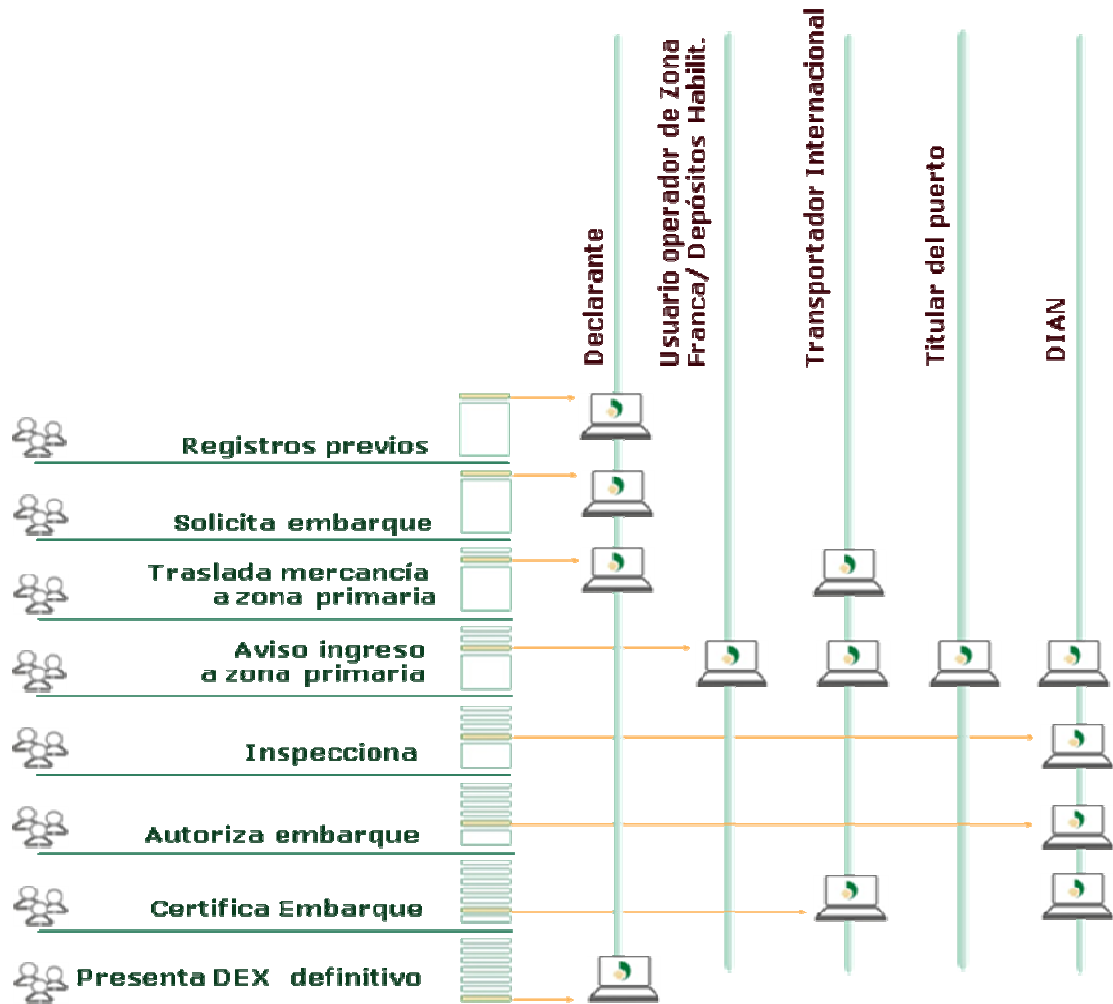 Declarante
Usuario operador de Zona
Franca/ Depósitos Habilit.
Transportador Internacional
Titular del puerto
DIAN
Registros previos
Solicita embarque
Traslada mercancía
a zona primaria
Aviso ingreso
a zona primaria
Inspecciona
Autoriza embarque
Certifica Embarque
Presenta DEX definitivo